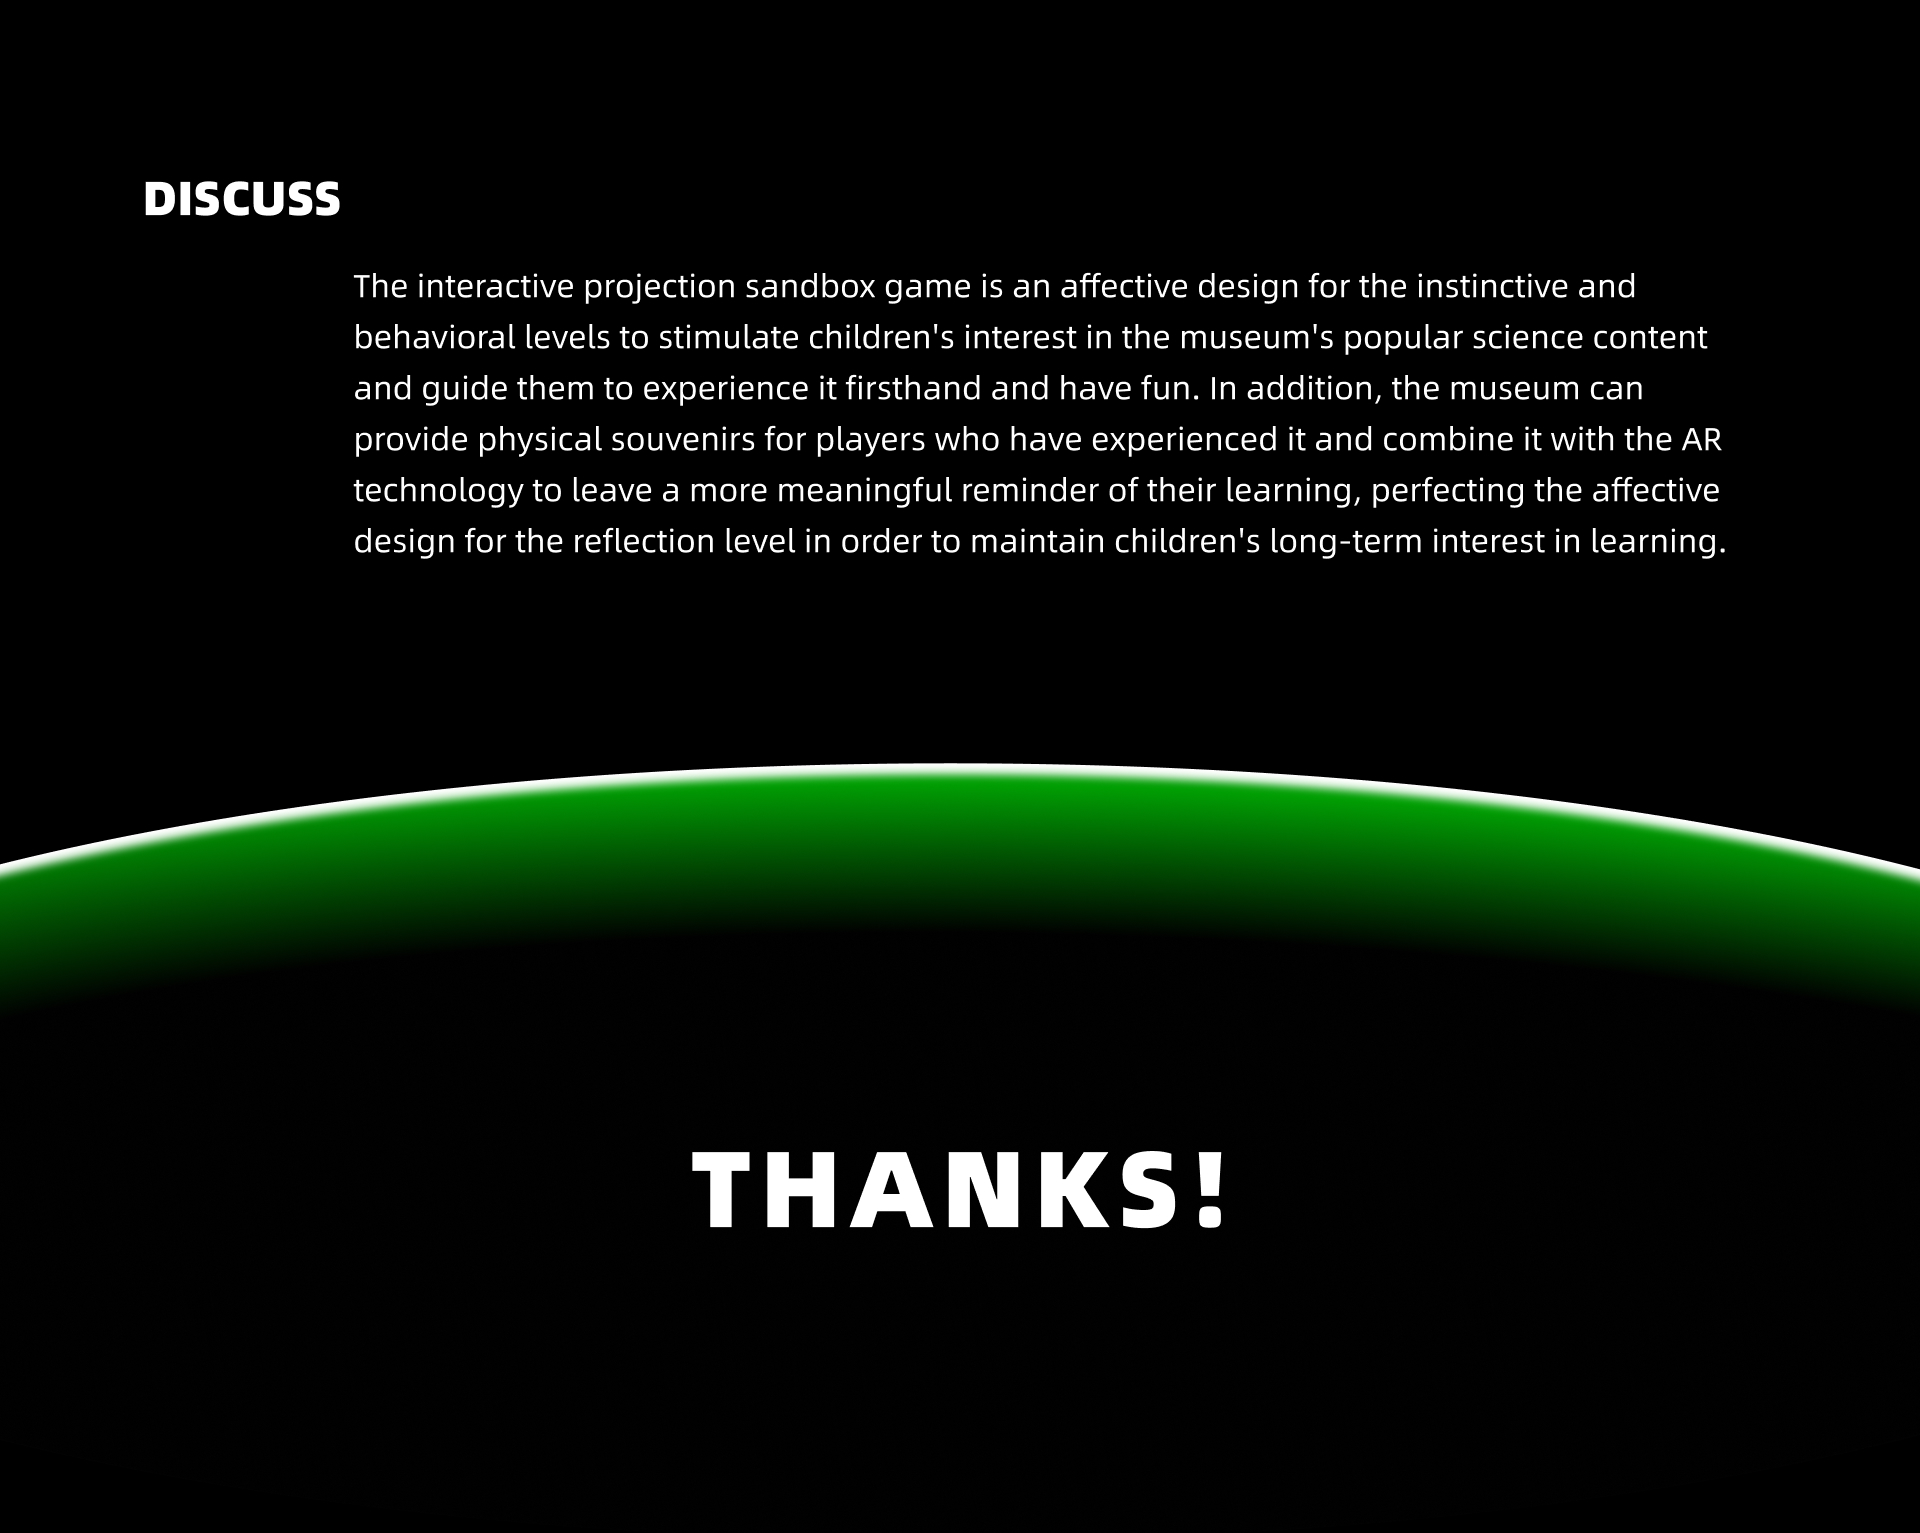 DISCUSS
The interactive projection sandbox game is an affective design for the instinctive and
behavioral levels to stimulate children's interest in the museum's popular science content
and guide them to experience it firsthand and have fun. In addition, the museum can
provide physical souvenirs for players who have experienced it and combine it with the AR
technology to leave a more meaningful reminder of their learning, perfecting the affective
design for the reflection level in order to maintain children's long-term interest in learning.
THANKS!